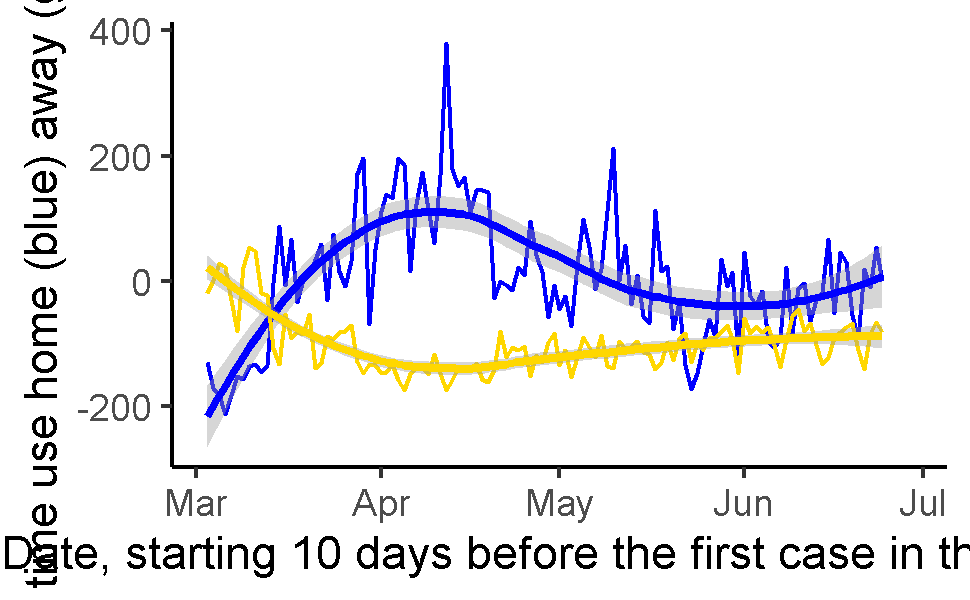 400
200
0
-200
Mar Apr May Jun Jul
time use home (blue) away (
Date, starting 10 days before the first case in th